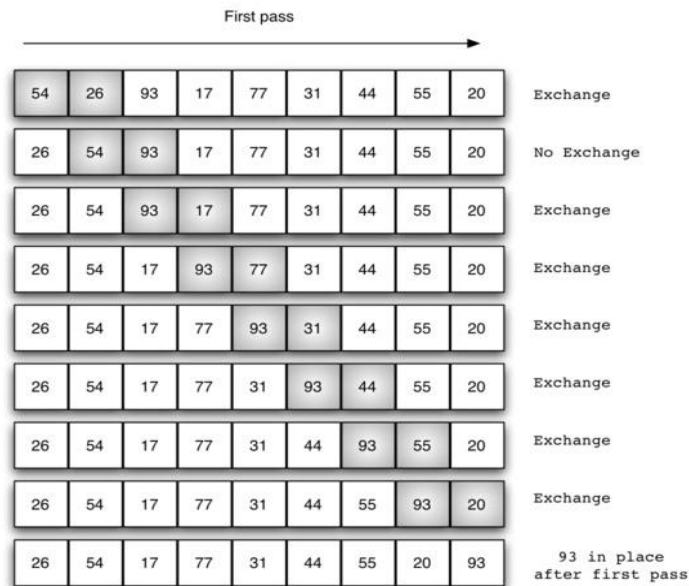 First pass
54 26 93 17 77 31 44 55 20 Exchange
26 54 93 17 77 31 44 55 20 No Exchange
26 54 93 17 77 31 44 55 20 Exchange
26 54 17 93 77 31 44 55 20 Exchange
26 54 17 77 93 31 44 55 20 Exchange
26 54 17 77 31 93 44 55 20 Exchange
26 54 17 77 31 44 93 55 20 Exchange
26 54 17 77 31 44 55 93 20 Exchange
26 54 17 77 31 44 55 20 93 93 in place
after first pass